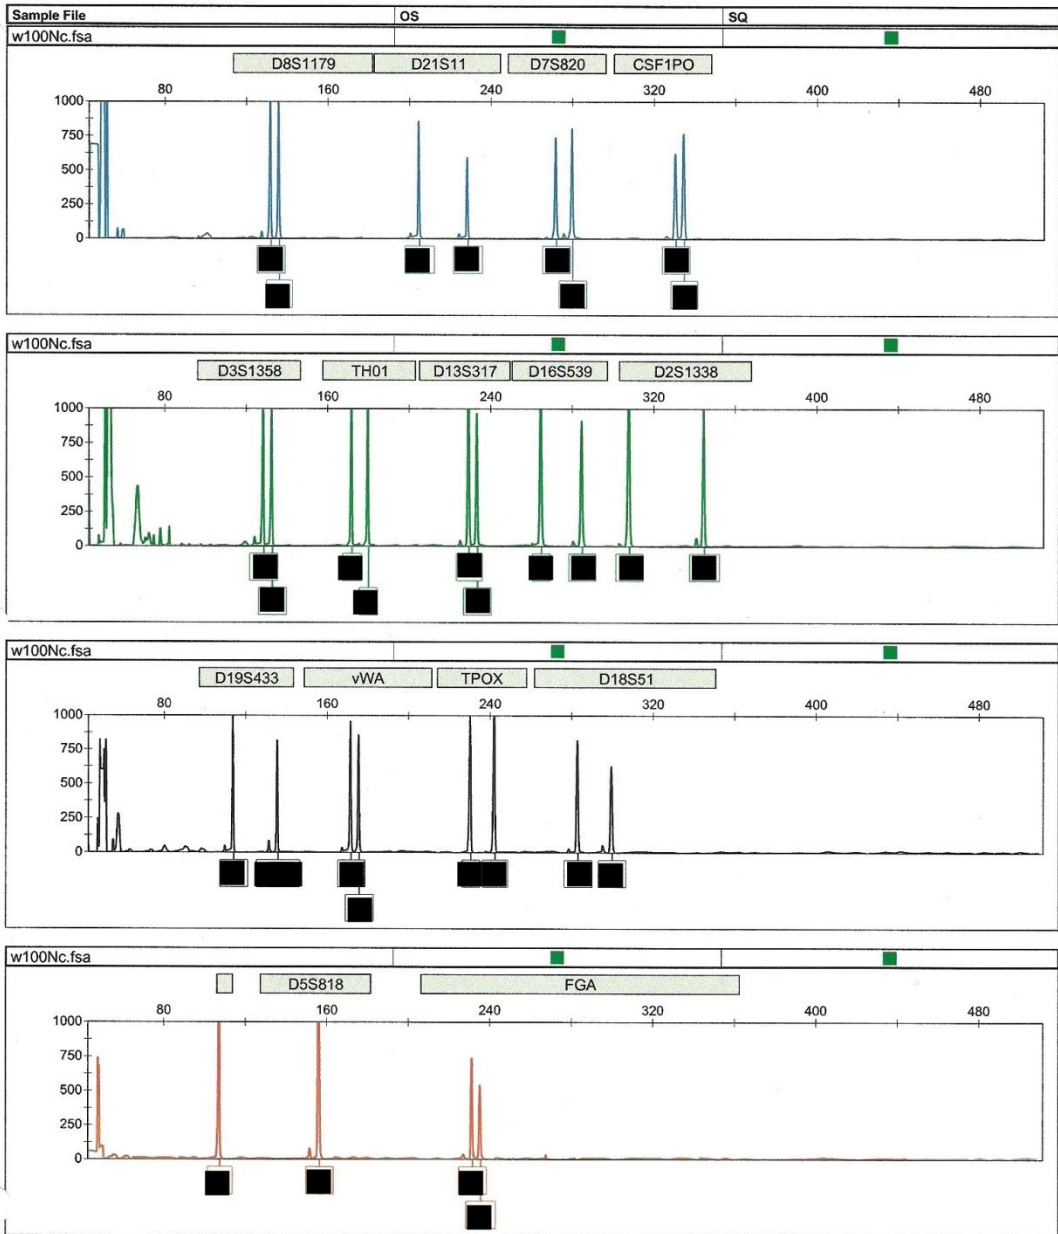 Sample File OS SQ
w100Nc.fsa
D8S1179 D21S11 D7S820 CSF1PO
80 160 240 320 400 480
1000
750
500
250
0
w100Nc.fsa
D3S1358 TH01 D13S317 D16S539 D2S1338
80 160 240 320 400 480
1000
750
500
250
0
w100Nc.fsa
D19S433 vWA TPOX D18S51
80 160 240 320 400 480
1000
750
500
250
0
w100Nc.fsa
D5S818 FGA
80 160 240 320 400 480
1000
750
500
250
0